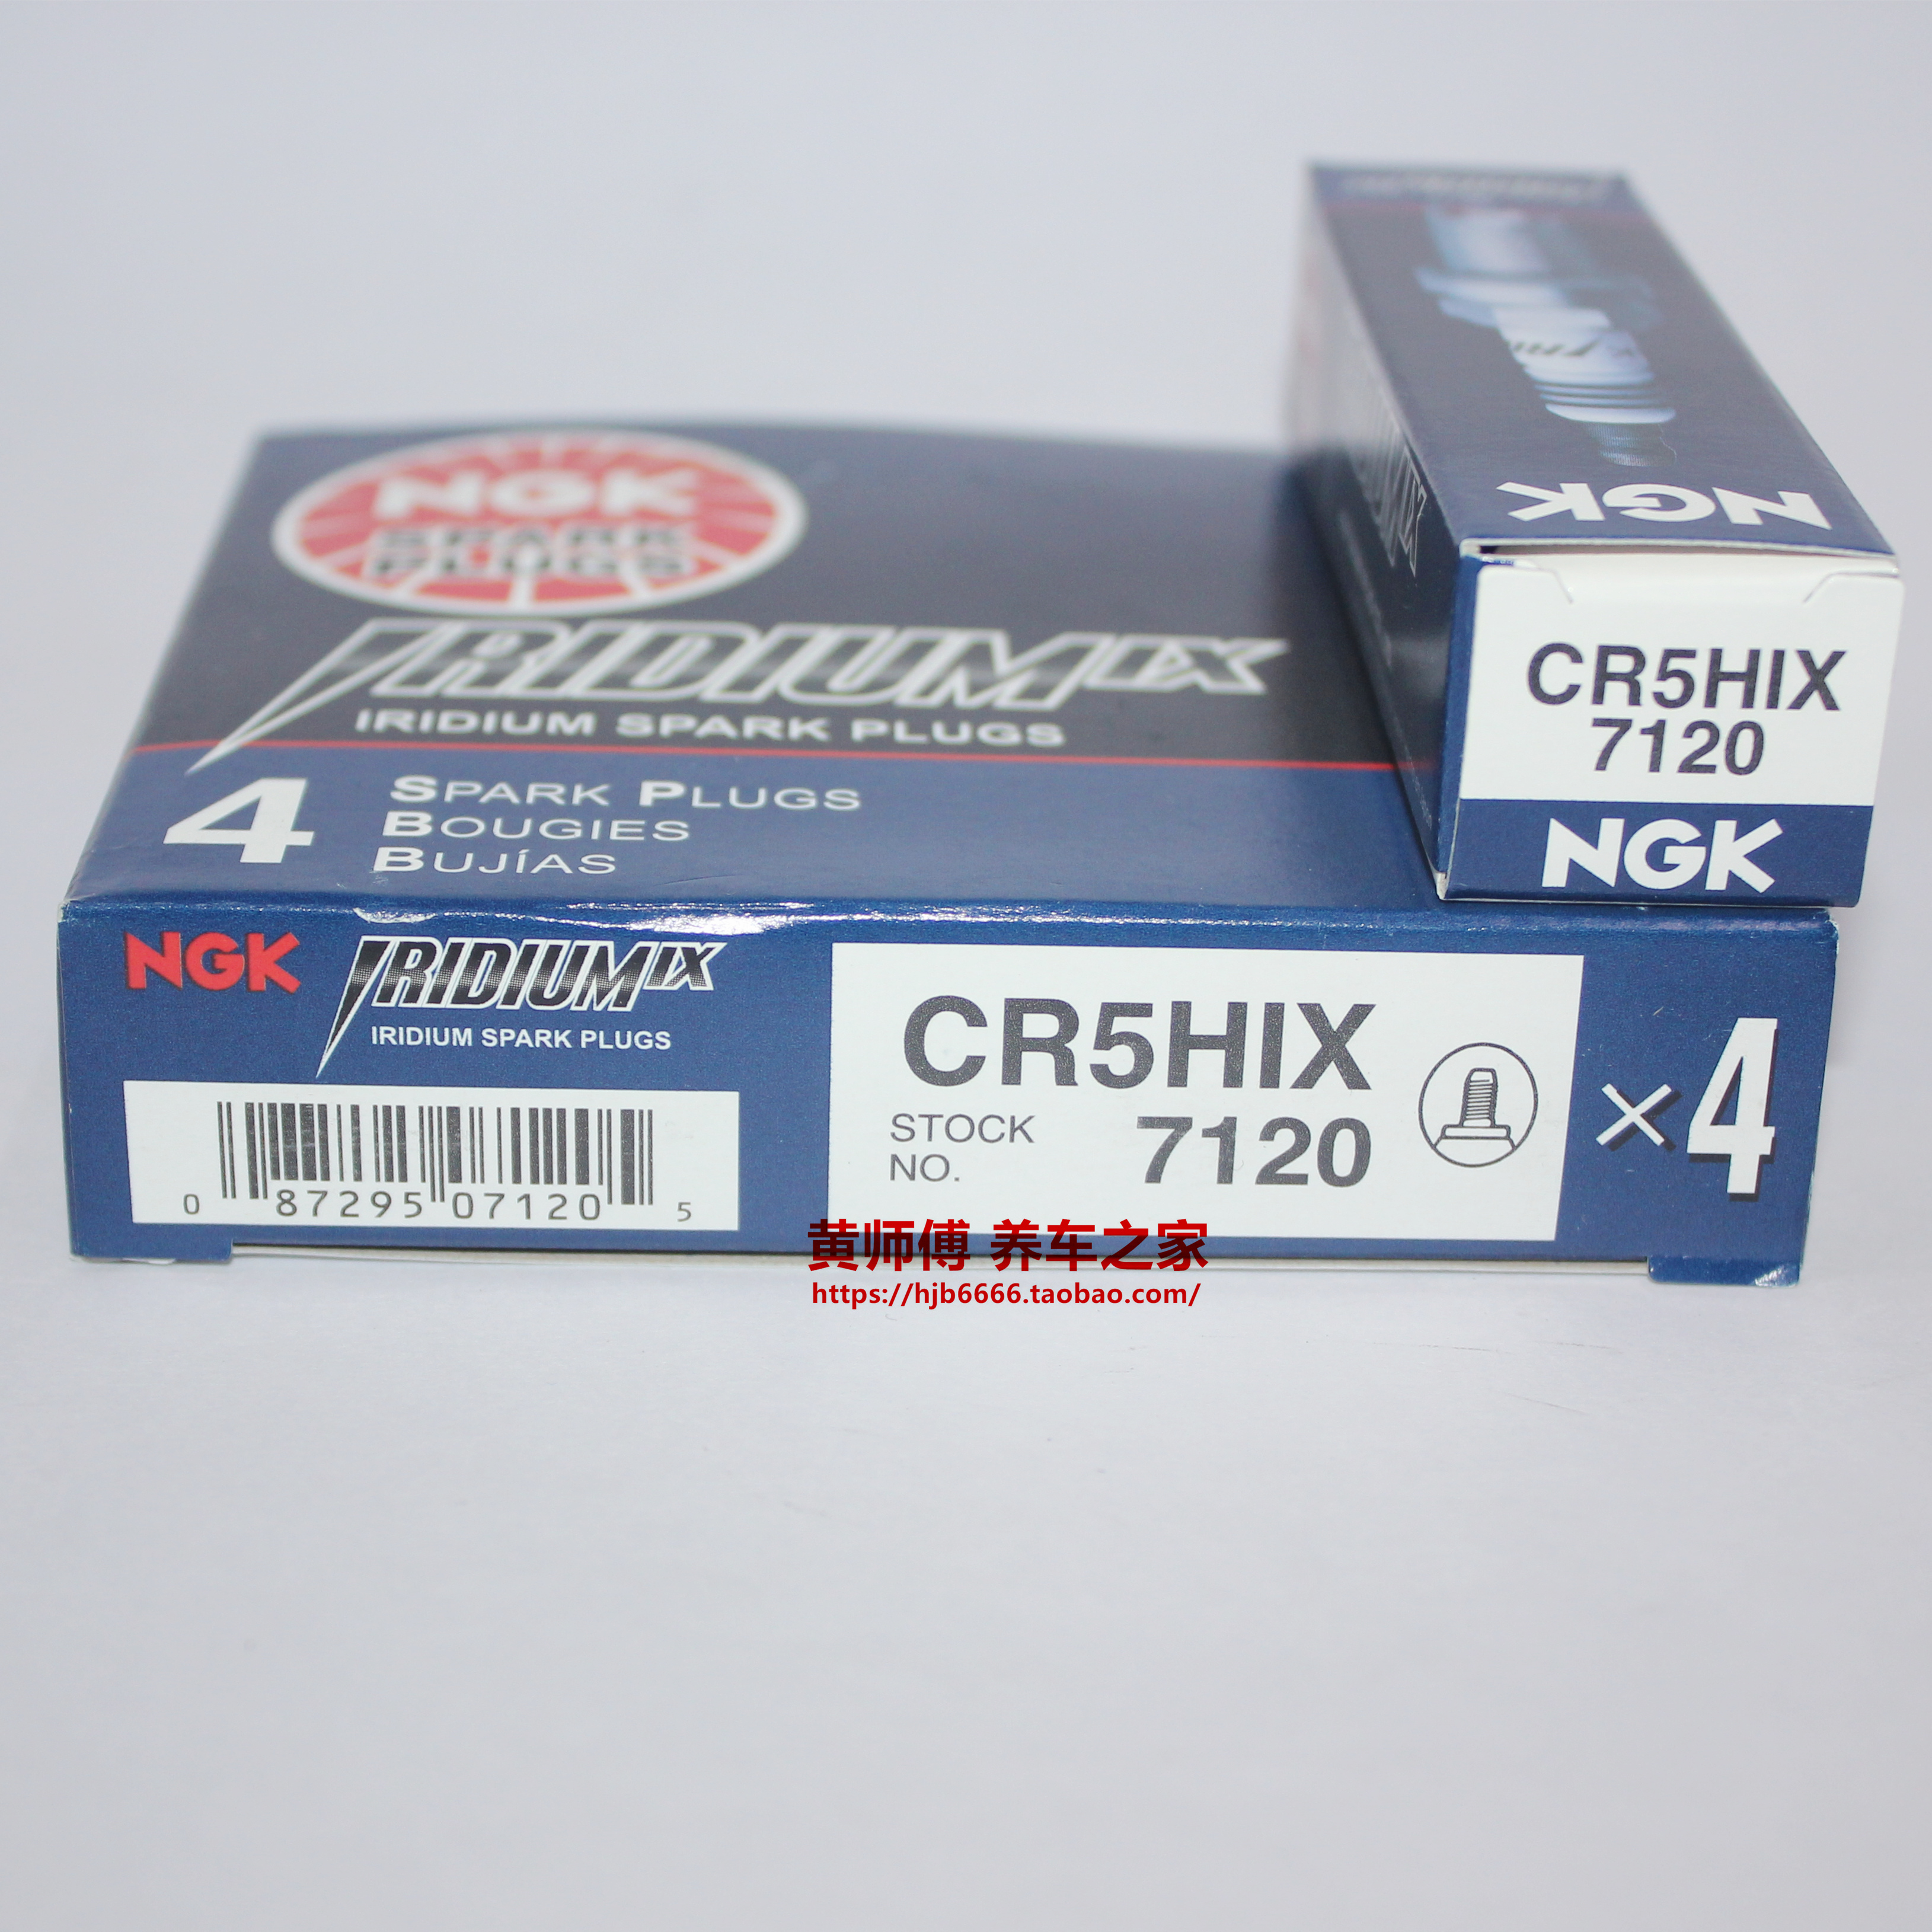 NGK
SPARK
PLUGS
IRIDIUM IX
IRIDIUM SPARK PLUGS
4
SPARK PLUGS
BOUGIES
BUJÍAS
NGK
CR5HIX
7120
NGK
NGK
IRIDIUM IX
IRIDIUM SPARK PLUGS
0 87295 07120 5
CR5HIX
STOCK
NO. 7120
×4
黄师傅 养车之家
https://hjb6666.taobao.com/